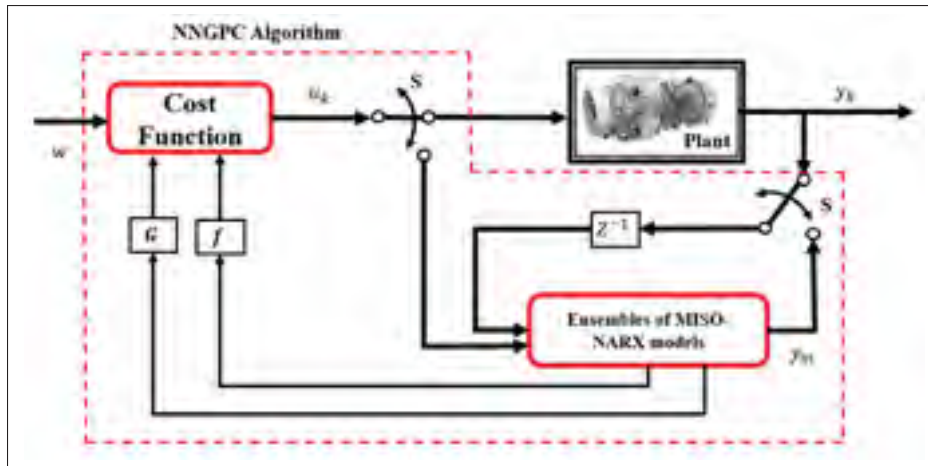 NNGPC Algorithm
Cost
Function
w
u_k
S
Plant
y_k
S
G
f
Z^{-1}
Ensembles of MISO-
NARX models
y_m